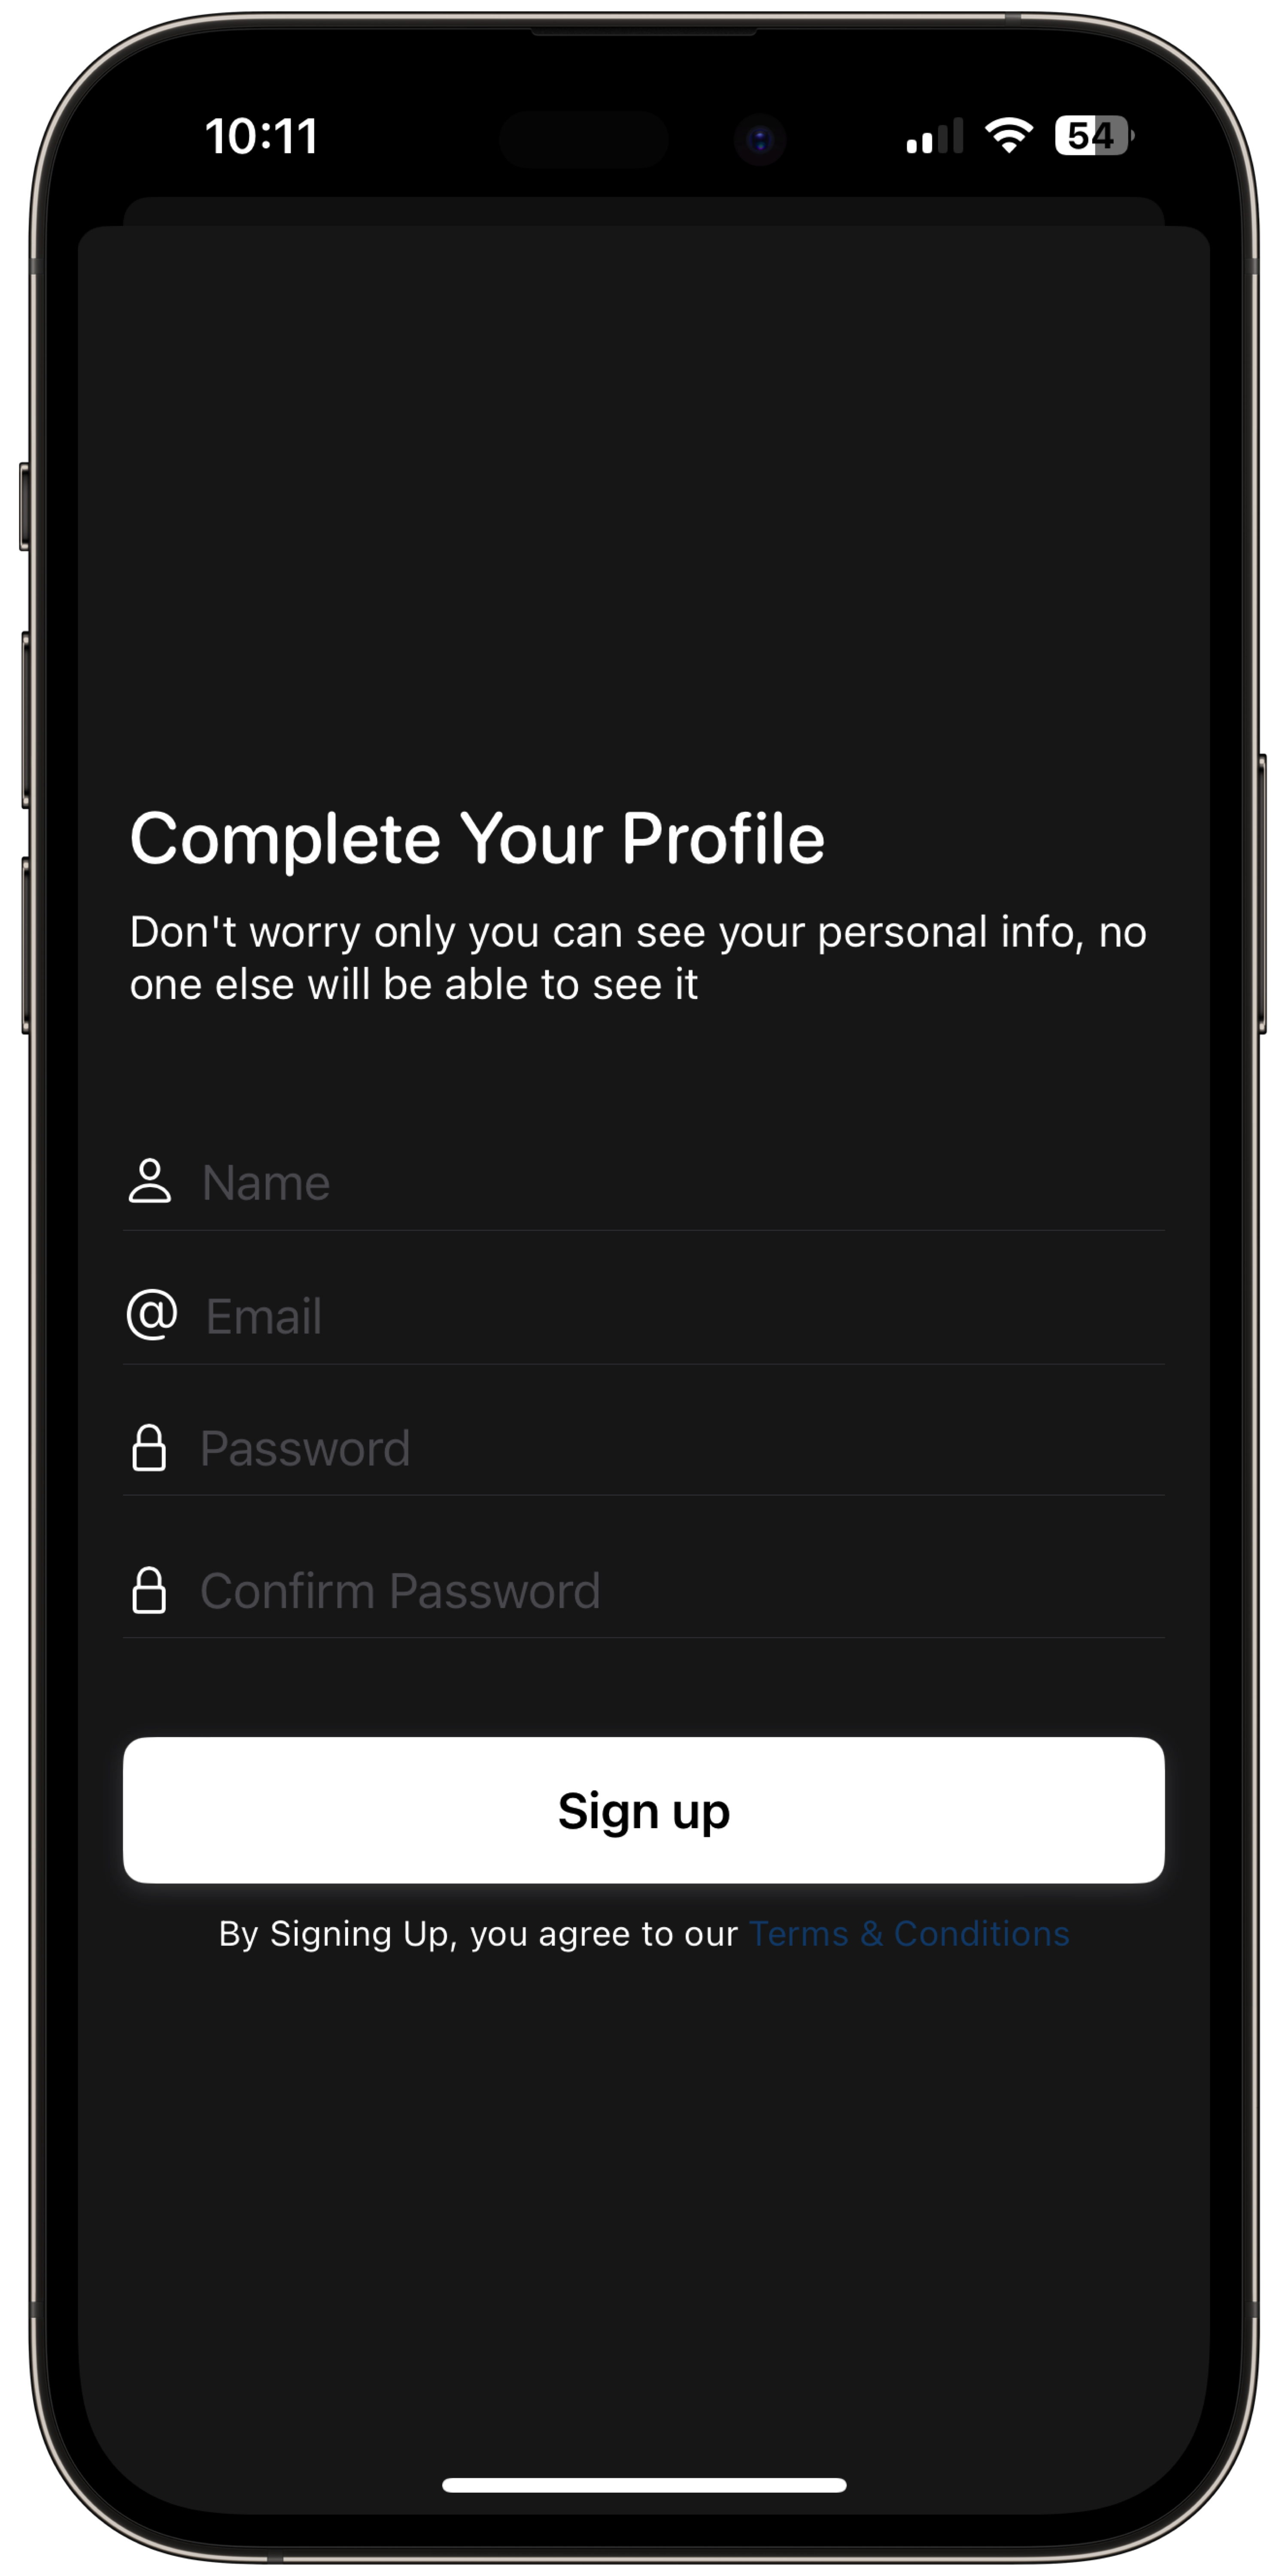 10:11
54
Complete Your Profile
Don't worry only you can see your personal info, no
one else will be able to see it
Name
@ Email
Password
Confirm Password
Sign up
By Signing Up, you agree to our Terms & Conditions